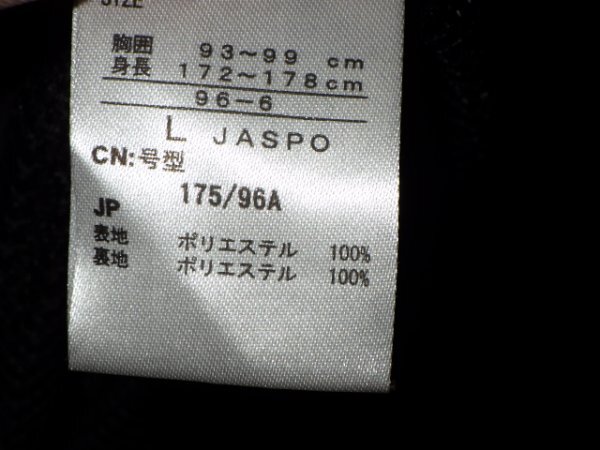 SIZE
胸囲 93～99 cm
身長 172～178cm
96-6
L JASPO
CN:号型
175/96A
JP
表地 ポリエステル 100%
裏地 ポリエステル 100%